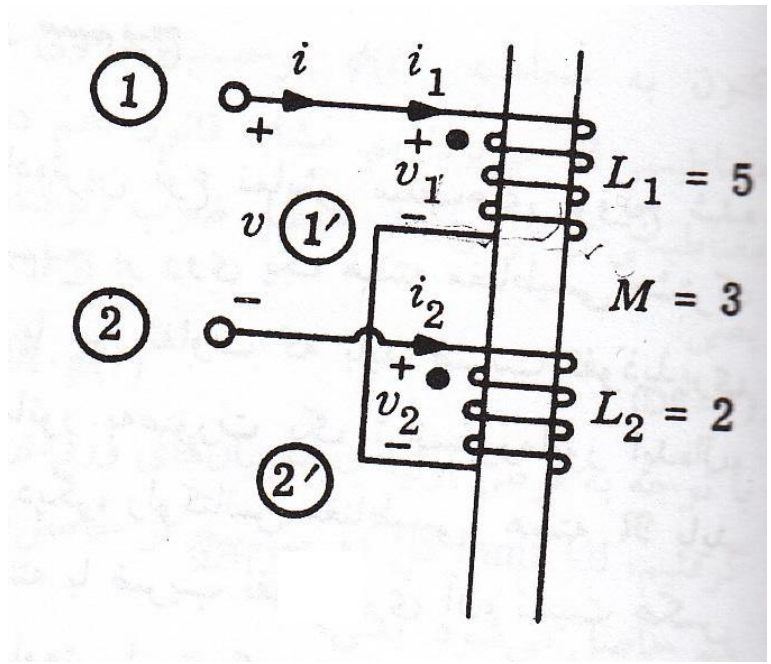 1 i i₁
+
+
v₁ L₁ = 5
v 1′ −
M = 3
2 − i₂
+
v₂ L₂ = 2
−
2′